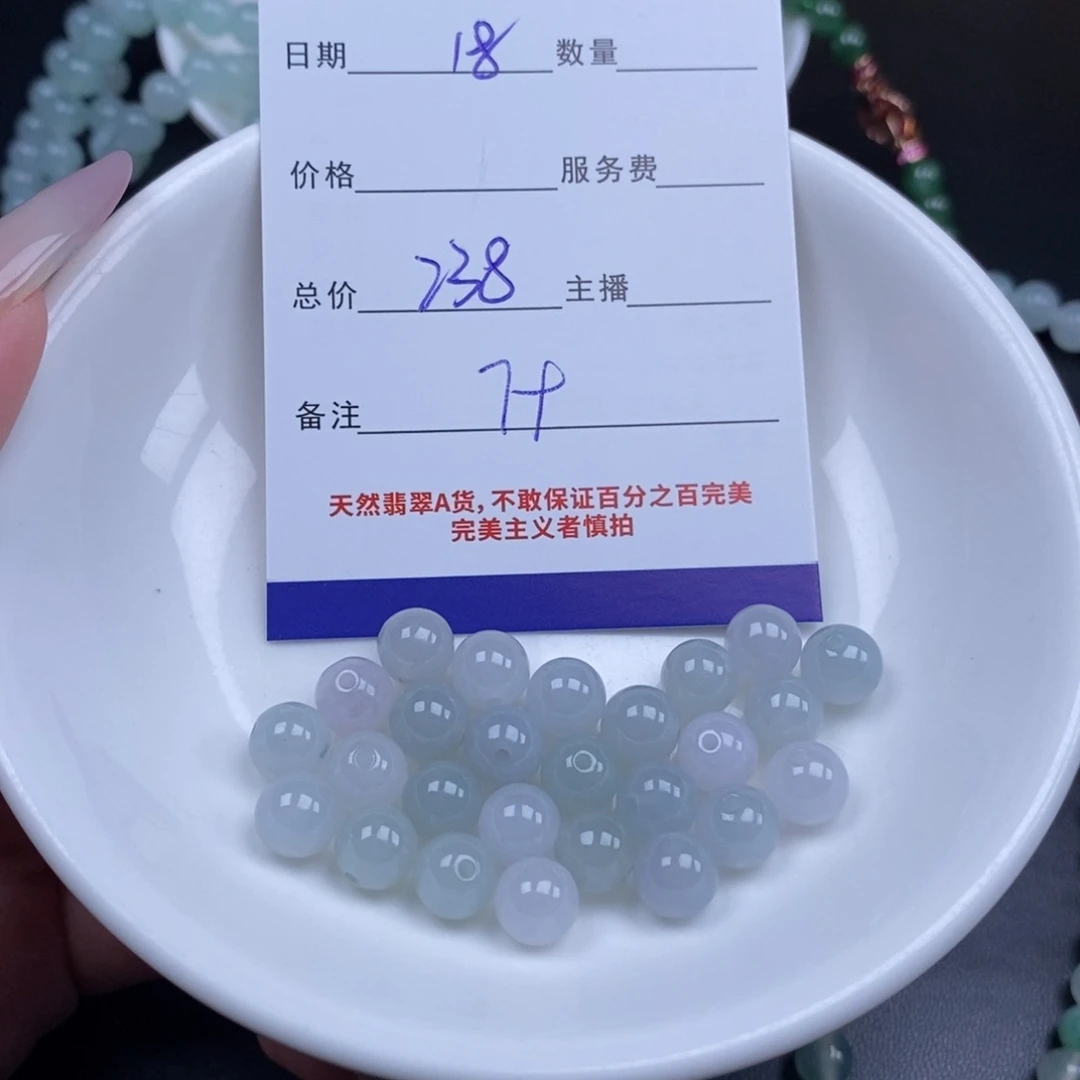 日期 18 数量
价格 服务费
总价 238 主播
备注
天然翡翠A货,不敢保证百分之百完美
完美主义者慎拍